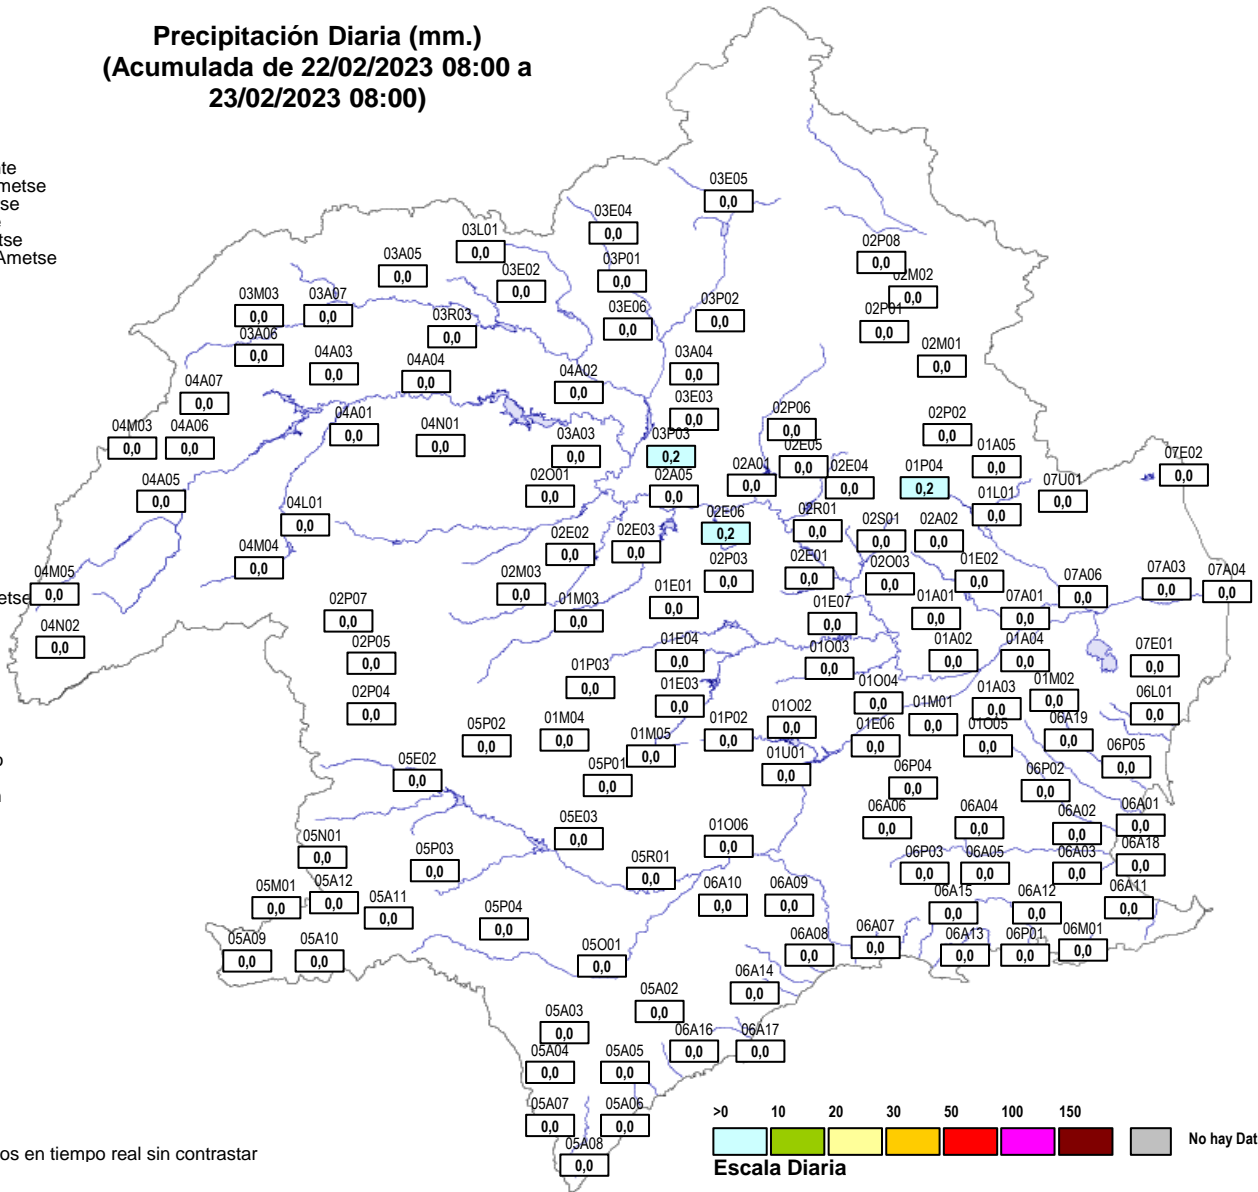 Precipitación Diaria (mm.)
(Acumulada de 22/02/2023 08:00 a
23/02/2023 08:00)
03E05
0,0
03E04
0,0
03L01
0,0
03A05
0,0
03E02
0,0
03P01
0,0
02P08
0,0
02M02
0,0
03M03
0,0
03A07
0,0
03R03
0,0
03E06
0,0
03P02
0,0
02P01
0,0
03A06
0,0
04A03
0,0
04A04
0,0
04A02
0,0
03A04
0,0
02M01
0,0
04A07
0,0
03E03
0,0
04M03
0,0
04A06
0,0
04A01
0,0
04N01
0,0
03A03
0,0
03P03
0,2
02P06
0,0
02E05
0,0
02P02
0,0
01A05
0,0
07E02
0,0
04A05
0,0
02O01
0,0
02A05
0,0
02A01
0,0
02E04
0,0
01P04
0,2
01L01
0,0
07U01
0,0
04L01
0,0
02E06
0,2
02R01
0,0
02S01
0,0
02A02
0,0
04M04
0,0
02E02
0,0
02E03
0,0
02P03
0,0
02E01
0,0
02O03
0,0
01E02
0,0
04M05
0,0
02M03
0,0
01M03
0,0
01E01
0,0
01E07
0,0
01A01
0,0
07A01
0,0
07A06
0,0
07A03
0,0
07A04
0,0
04N02
0,0
02P07
0,0
02P05
0,0
01E04
0,0
01O03
0,0
01A02
0,0
01A04
0,0
07E01
0,0
02P04
0,0
01P03
0,0
01E03
0,0
01O04
0,0
01M01
0,0
01A03
0,0
01M02
0,0
06L01
0,0
05P02
0,0
01M04
0,0
01M05
0,0
01P02
0,0
01O02
0,0
01E06
0,0
01O05
0,0
06A19
0,0
06P05
0,0
05E02
0,0
05P01
0,0
01U01
0,0
06P04
0,0
06P02
0,0
05E03
0,0
01O06
0,0
06A06
0,0
06A04
0,0
06A02
0,0
06A01
0,0
05N01
0,0
05P03
0,0
05R01
0,0
06P03
0,0
06A05
0,0
06A03
0,0
06A18
0,0
05M01
0,0
05A12
0,0
05A11
0,0
06A10
0,0
06A09
0,0
06A15
0,0
06A12
0,0
06A11
0,0
05A09
0,0
05A10
0,0
05P04
0,0
05O01
0,0
06A08
0,0
06A07
0,0
06A13
0,0
06P01
0,0
06M01
0,0
05A03
0,0
05A02
0,0
06A14
0,0
05A04
0,0
05A05
0,0
06A16
0,0
06A17
0,0
05A07
0,0
05A06
0,0
05A08
0,0
>0 10 20 30 50 100 150
No hay Dat
Escala Diaria
os en tiempo real sin contrastar